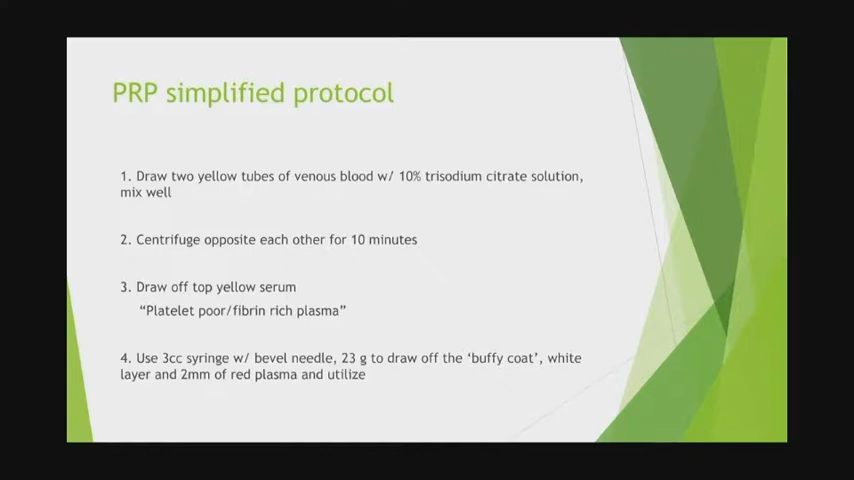 PRP simplified protocol
1. Draw two yellow tubes of venous blood w/ 10% trisodium citrate solution,
mix well
2. Centrifuge opposite each other for 10 minutes
3. Draw off top yellow serum
“Platelet poor/fibrin rich plasma”
4. Use 3cc syringe w/ bevel needle, 23 g to draw off the ‘buffy coat’, white
layer and 2mm of red plasma and utilize